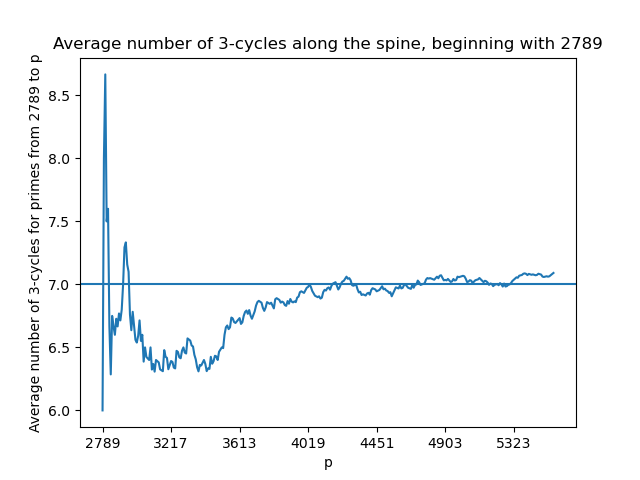 Average number of 3-cycles along the spine, beginning with 2789
Average number of 3-cycles for primes from 2789 to p
8.5
8.0
7.5
7.0
6.5
6.0
2789 3217 3613 4019 4451 4903 5323
p